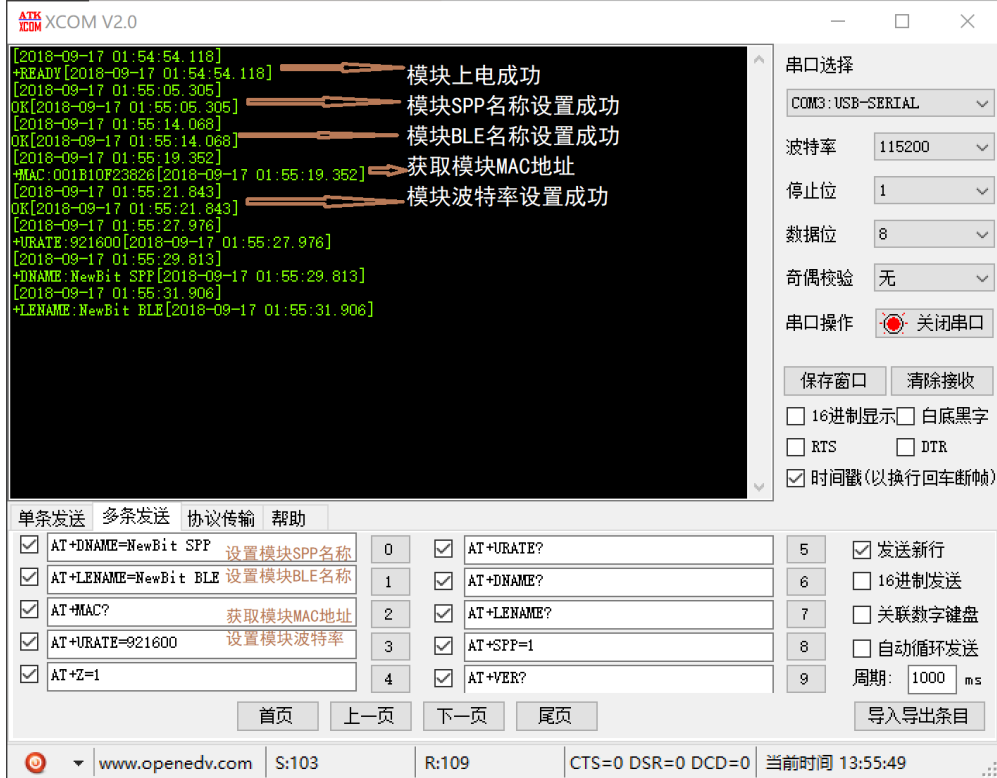 ATK XCOM XCOM V2.0
[2018-09-17 01:54:54.118]
+READY[2018-09-17 01:54:54.118]
模块上电成功
[2018-09-17 01:55:05.305]
OK[2018-09-17 01:55:05.305]
模块SPP名称设置成功
[2018-09-17 01:55:14.068]
OK[2018-09-17 01:55:14.068]
模块BLE名称设置成功
[2018-09-17 01:55:19.352]
+MAC:001B10F23826[2018-09-17 01:55:19.352]
获取模块MAC地址
[2018-09-17 01:55:21.843]
OK[2018-09-17 01:55:21.843]
模块波特率设置成功
[2018-09-17 01:55:27.976]
+URATE:921600[2018-09-17 01:55:27.976]
[2018-09-17 01:55:29.813]
+DNAME:NewBit SPP[2018-09-17 01:55:29.813]
[2018-09-17 01:55:31.906]
+LENAME:NewBit BLE[2018-09-17 01:55:31.906]
串口选择
COM3:USB-SERIAL
波特率 115200
停止位 1
数据位 8
奇偶校验 无
串口操作 关闭串口
保存窗口 清除接收
16进制显示 白底黑字
RTS DTR
时间戳(以换行回车断帧)
单条发送 多条发送 协议传输 帮助
AT+DNAME=NewBit SPP 设置模块SPP名称 0 AT+URATE? 5 发送新行
AT+LENAME=NewBit BLE 设置模块BLE名称 1 AT+DNAME? 6 16进制发送
AT+MAC? 获取模块MAC地址 2 AT+LENAME? 7 关联数字键盘
AT+URATE=921600 设置模块波特率 3 AT+SPP=1 8 自动循环发送
AT+Z=1 4 AT+VER? 9 周期: 1000 ms
首页 上一页 下一页 尾页 导入导出条目
www.openedv.com S:103 R:109 CTS=0 DSR=0 DCD=0 当前时间 13:55:49